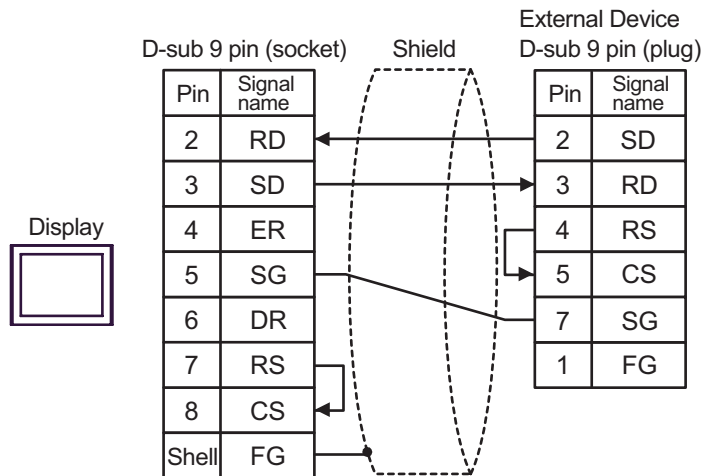 External Device
D-sub 9 pin (socket) Shield D-sub 9 pin (plug)
Pin Signal name Pin Signal name
2 RD 2 SD
3 SD 3 RD
4 ER 4 RS
Display
5 SG 5 CS
6 DR 7 SG
7 RS 1 FG
8 CS
Shell FG